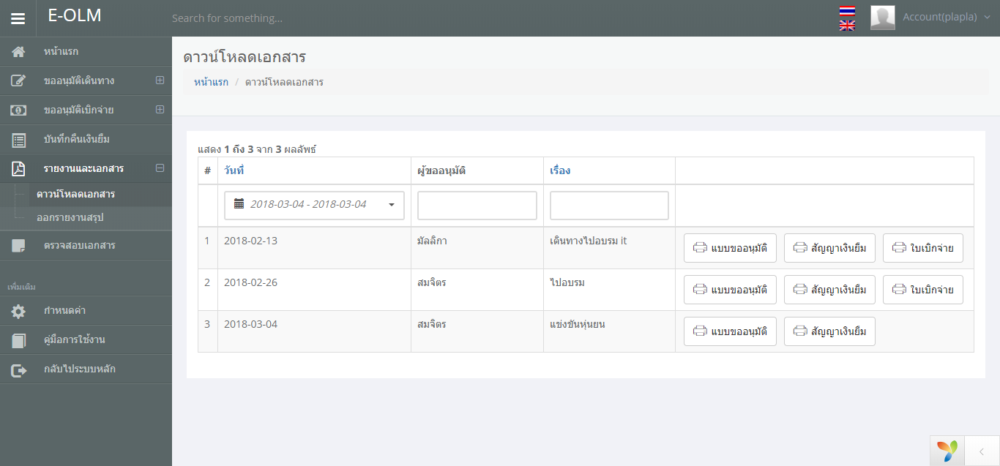 E-OLM
Search for something...
Account(plapla)
หน้าแรก
ขออนุมัติเดินทาง
ขออนุมัติเบิกจ่าย
บันทึกคืนเงินยืม
รายงานและเอกสาร
ดาวน์โหลดเอกสาร
ออกรายงานสรุป
ตรวจสอบเอกสาร
เพิ่มเติม
กำหนดค่า
คู่มือการใช้งาน
กลับไประบบหลัก
ดาวน์โหลดเอกสาร
หน้าแรก / ดาวน์โหลดเอกสาร
แสดง 1 ถึง 3 จาก 3 ผลลัพธ์
# วันที่ ผู้ขออนุมัติ เรื่อง
2018-03-04 - 2018-03-04
1 2018-02-13 มัลลิกา เดินทางไปอบรม it แบบขออนุมัติ สัญญาเงินยืม ใบเบิกจ่าย
2 2018-02-26 สมจิตร ไปอบรม แบบขออนุมัติ สัญญาเงินยืม ใบเบิกจ่าย
3 2018-03-04 สมจิตร แข่งขันหุ่นยน แบบขออนุมัติ สัญญาเงินยืม